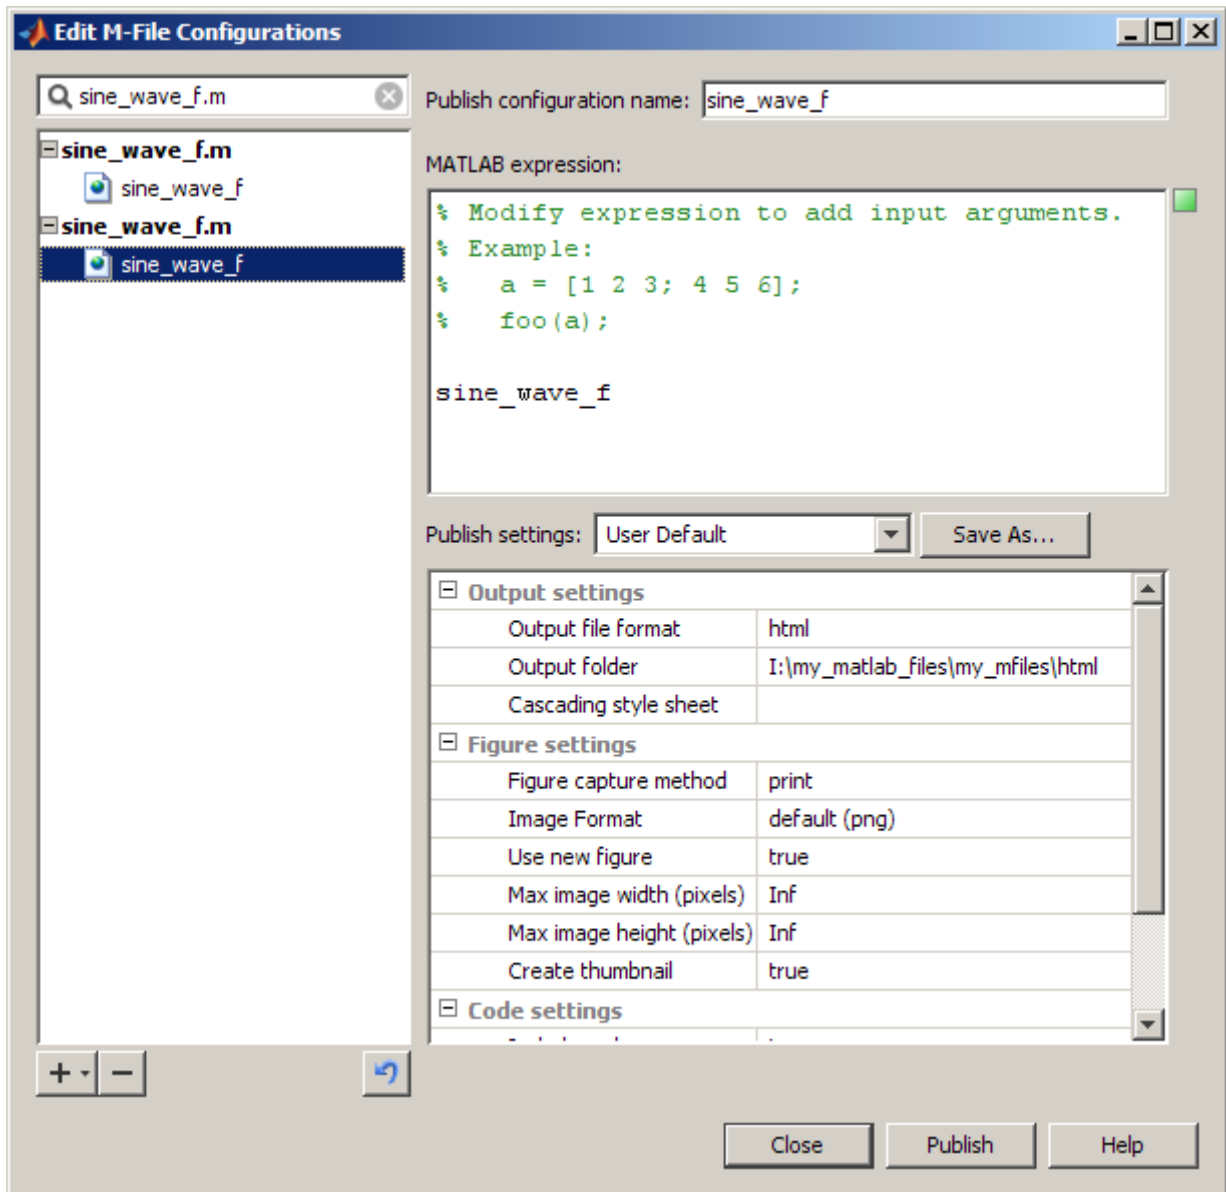 Edit M-File Configurations
sine_wave_f.m
Publish configuration name: sine_wave_f
sine_wave_f.m
sine_wave_f
sine_wave_f.m
sine_wave_f
MATLAB expression:
% Modify expression to add input arguments.
% Example:
%   a = [1 2 3; 4 5 6];
%   foo(a);
sine_wave_f
Publish settings: User Default Save As...
Output settings
Output file format html
Output folder I:\my_matlab_files\my_mfiles\html
Cascading style sheet
Figure settings
Figure capture method print
Image Format default (png)
Use new figure true
Max image width (pixels) Inf
Max image height (pixels) Inf
Create thumbnail true
Code settings
Close Publish Help